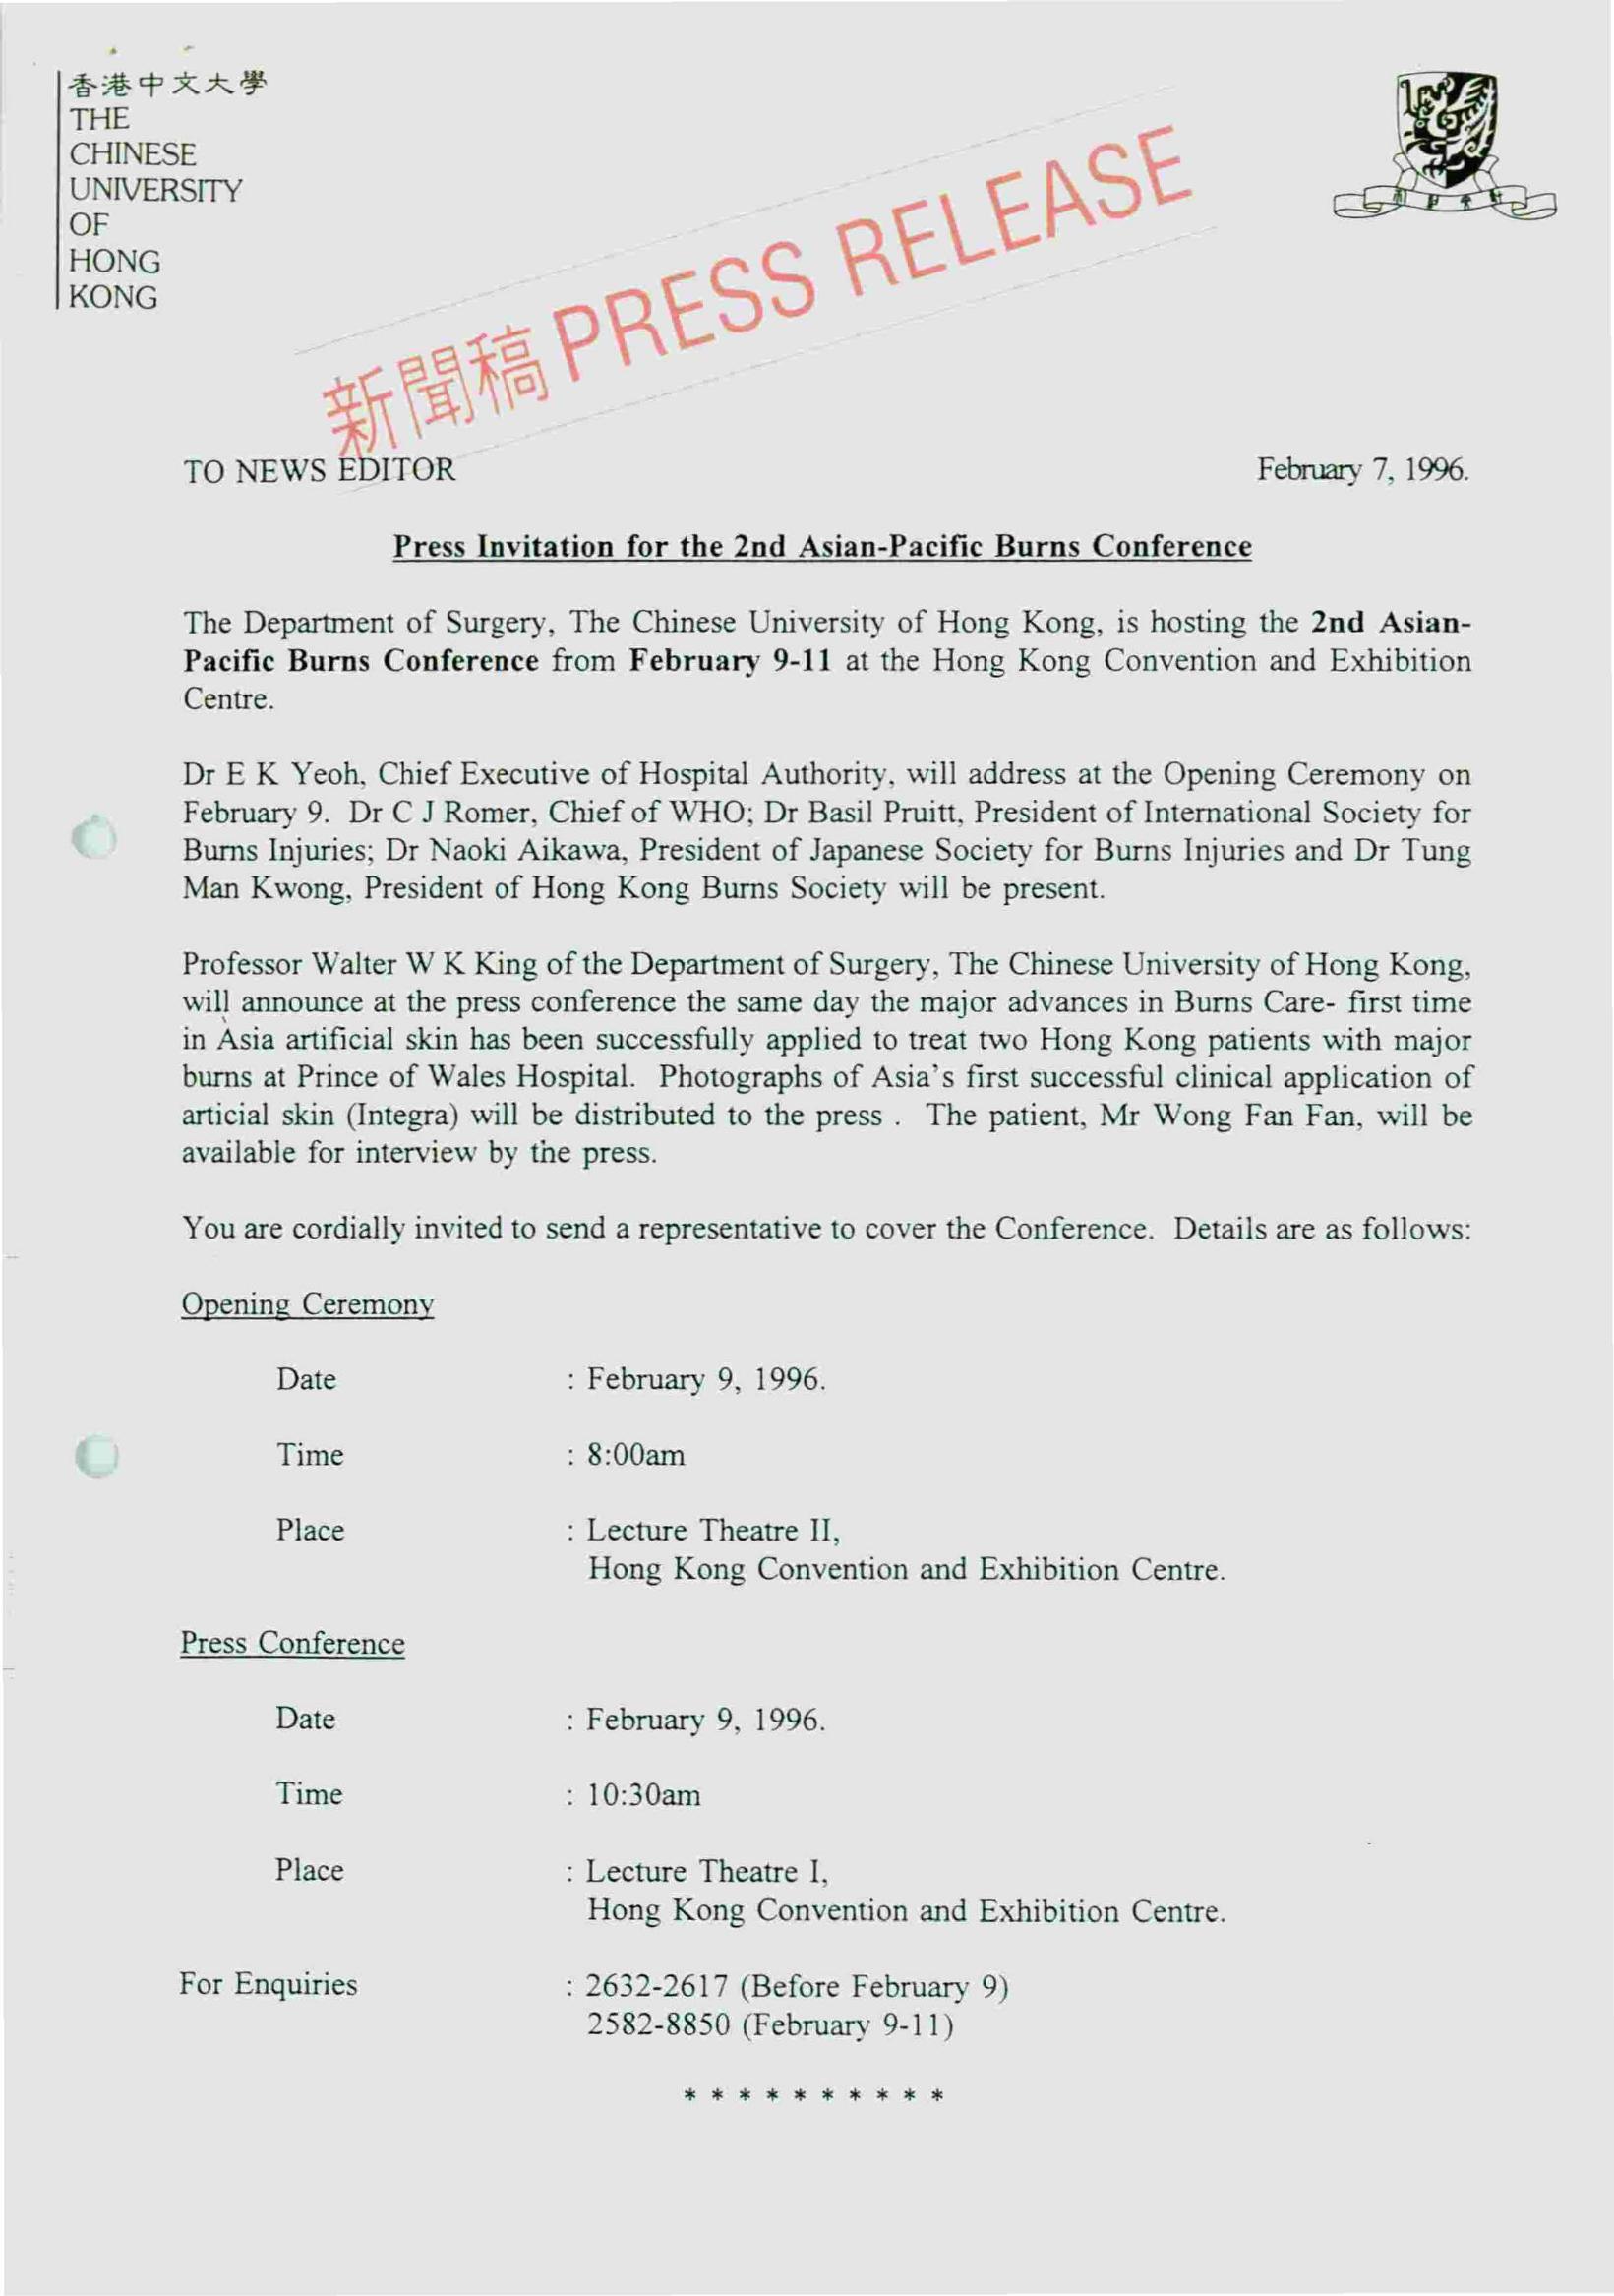 香港中文大學
THE
CHINESE
UNIVERSITY
OF
HONG
KONG
新聞稿 PRESS RELEASE
TO NEWS EDITOR February 7, 1996.
Press Invitation for the 2nd Asian-Pacific Burns Conference
The Department of Surgery, The Chinese University of Hong Kong, is hosting the 2nd Asian-
Pacific Burns Conference from February 9-11 at the Hong Kong Convention and Exhibition
Centre.
Dr E K Yeoh, Chief Executive of Hospital Authority, will address at the Opening Ceremony on
February 9. Dr C J Romer, Chief of WHO; Dr Basil Pruitt, President of International Society for
Burns Injuries; Dr Naoki Aikawa, President of Japanese Society for Burns Injuries and Dr Tung
Man Kwong, President of Hong Kong Burns Society will be present.
Professor Walter W K King of the Department of Surgery, The Chinese University of Hong Kong,
will announce at the press conference the same day the major advances in Burns Care- first time
in Asia artificial skin has been successfully applied to treat two Hong Kong patients with major
burns at Prince of Wales Hospital. Photographs of Asia's first successful clinical application of
articial skin (Integra) will be distributed to the press . The patient, Mr Wong Fan Fan, will be
available for interview by the press.
You are cordially invited to send a representative to cover the Conference. Details are as follows:
Opening Ceremony
Date : February 9, 1996.
Time : 8:00am
Place : Lecture Theatre II,
Hong Kong Convention and Exhibition Centre.
Press Conference
Date : February 9, 1996.
Time : 10:30am
Place : Lecture Theatre I,
Hong Kong Convention and Exhibition Centre.
For Enquiries : 2632-2617 (Before February 9)
2582-8850 (February 9-11)
* * * * * * * * * *